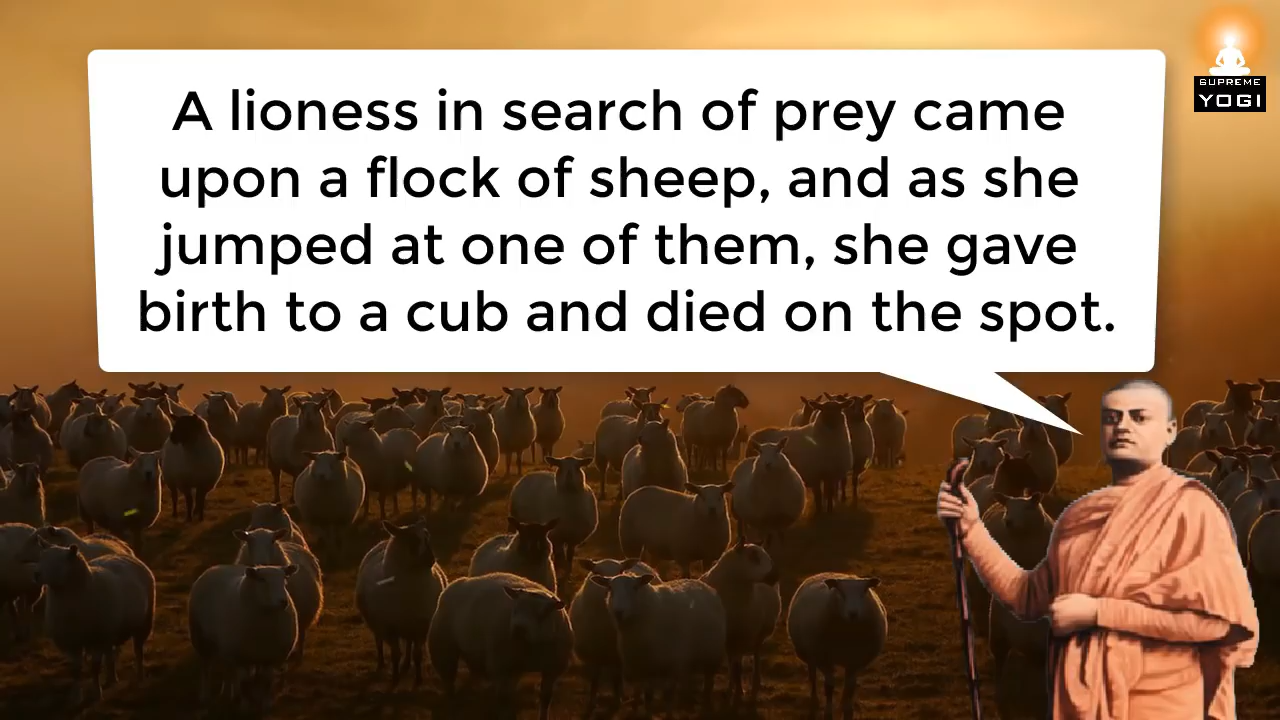 A lioness in search of prey came
upon a flock of sheep, and as she
jumped at one of them, she gave
birth to a cub and died on the spot.
SUPREME
YOGI